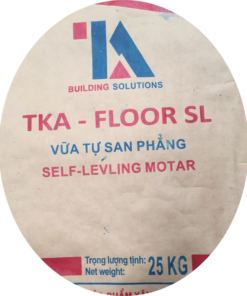 TKA
BUILDING SOLUTIONS
TKA - FLOOR SL
VỮA TỰ SAN PHẲNG
SELF-LEVLING MOTAR
Trọng lượng tịnh:
Net weight: 25 KG